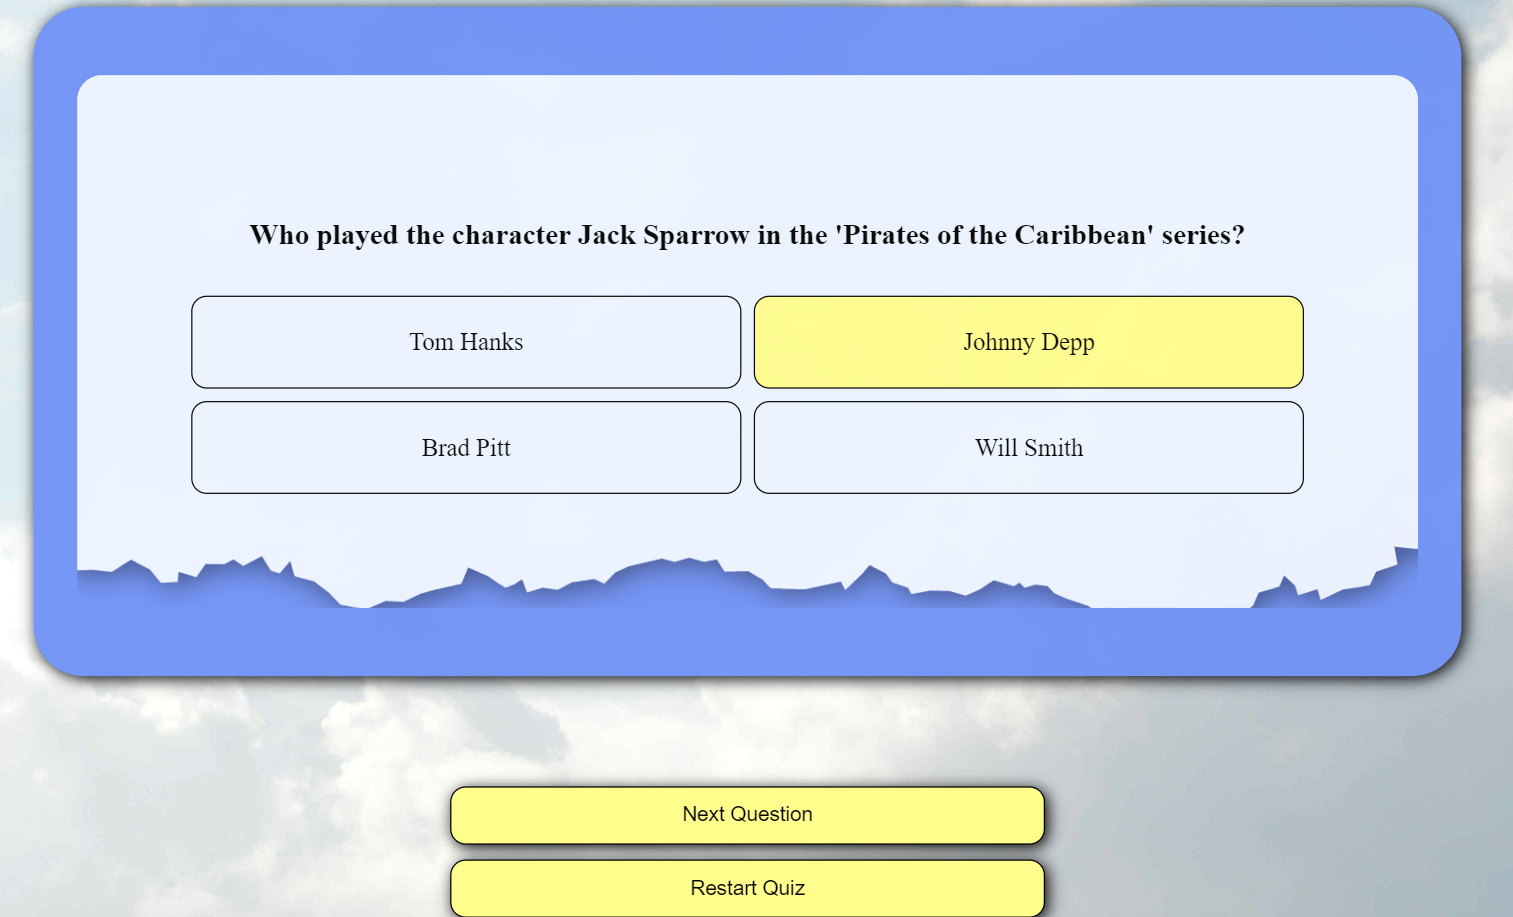 Who played the character Jack Sparrow in the 'Pirates of the Caribbean' series?
Tom Hanks
Johnny Depp
Brad Pitt
Will Smith
Next Question
Restart Quiz